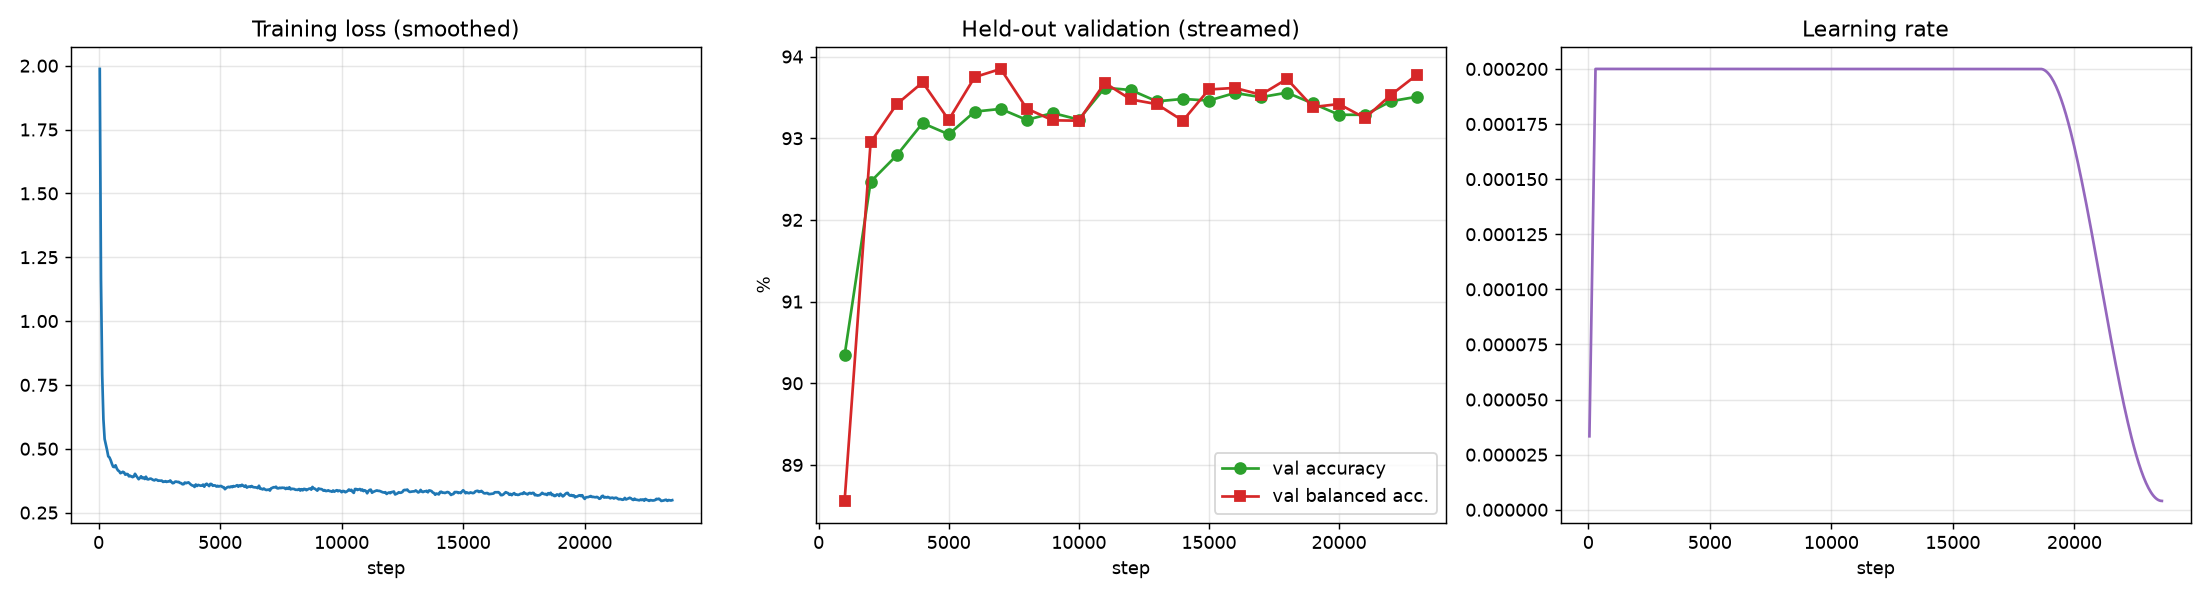 Training loss (smoothed)
2.00
1.75
1.50
1.25
1.00
0.75
0.50
0.25
0 5000 10000 15000 20000
step
Held-out validation (streamed)
%
94
93
92
91
90
89
val accuracy
val balanced acc.
0 5000 10000 15000 20000
step
Learning rate
0.000200
0.000175
0.000150
0.000125
0.000100
0.000075
0.000050
0.000025
0.000000
0 5000 10000 15000 20000
step